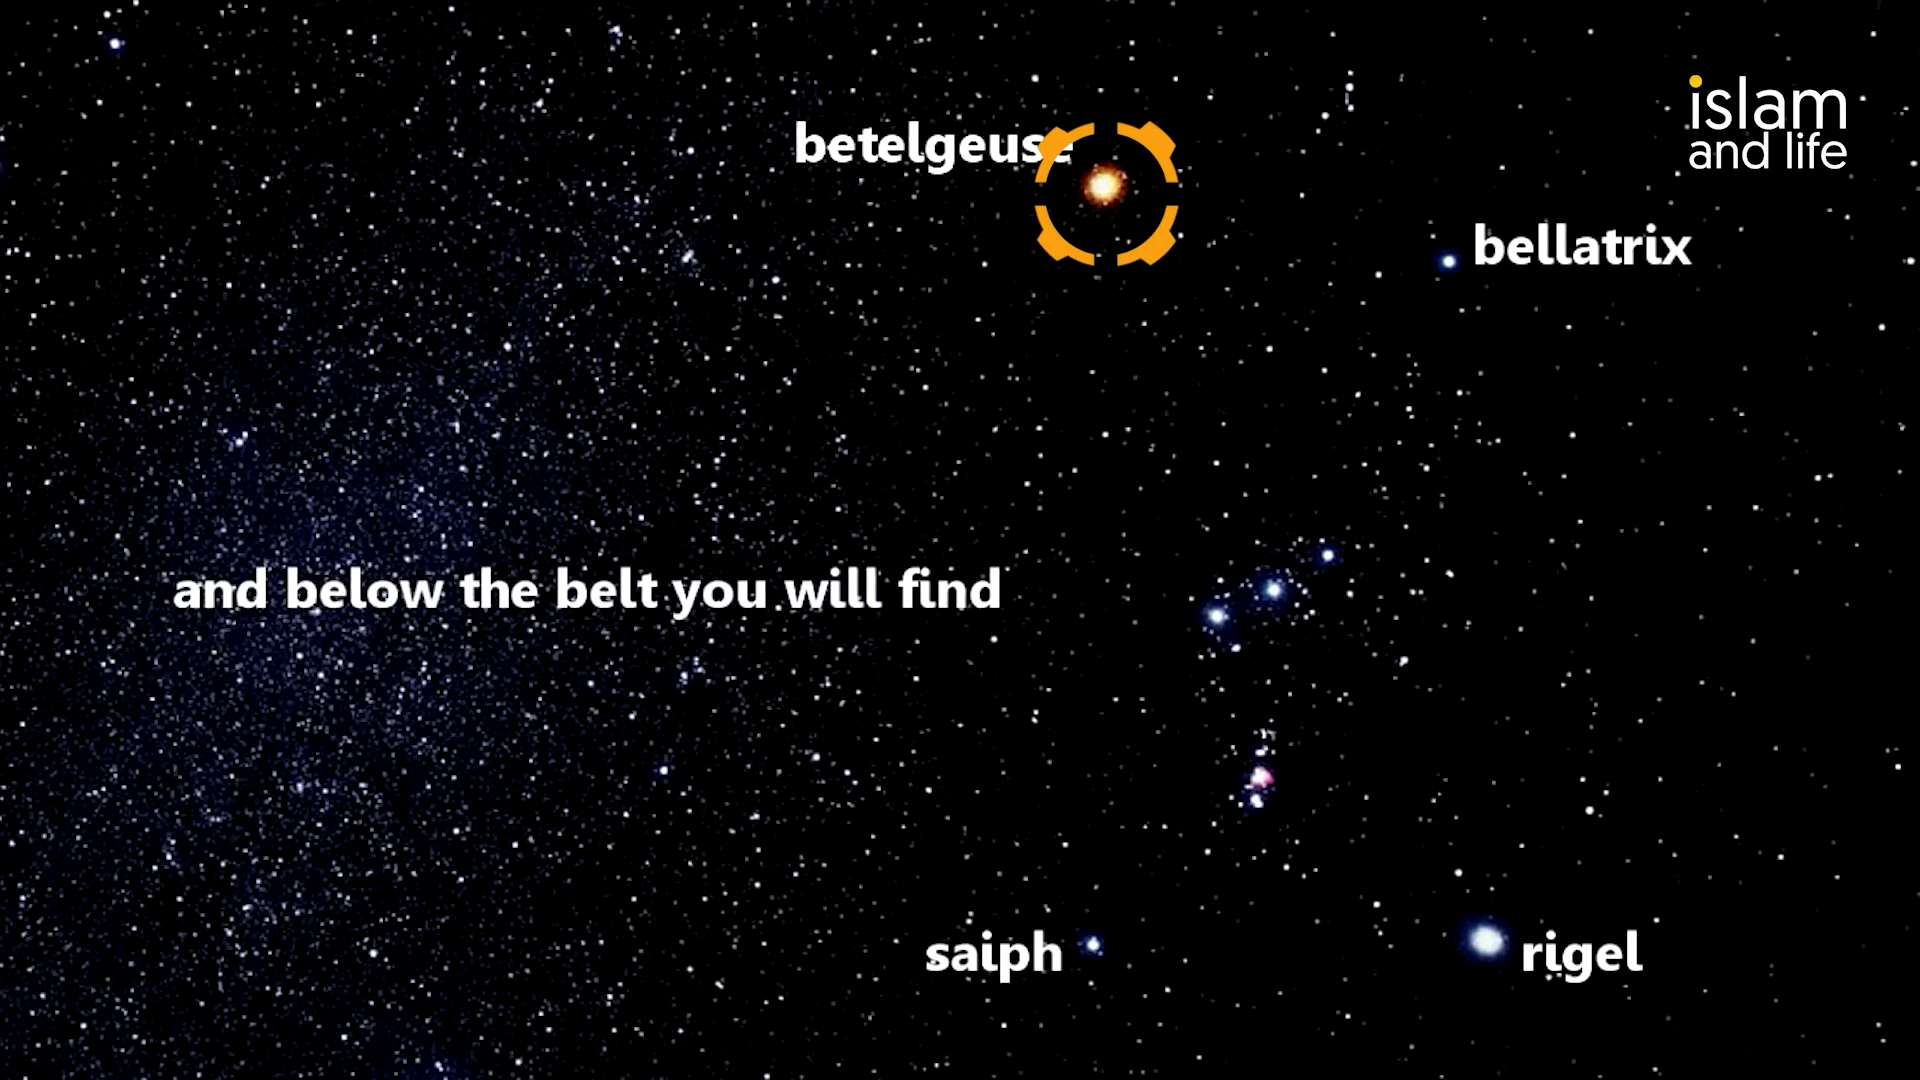 islam
and life
betelgeuse
bellatrix
and below the belt you will find
saiph
rigel